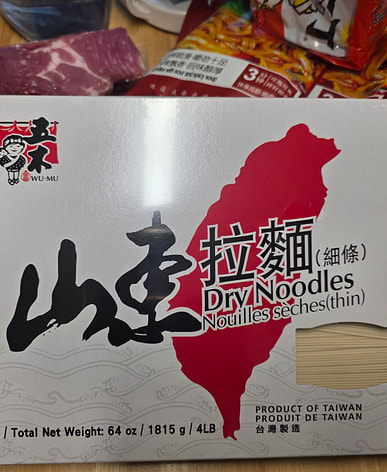 3
五木
WU-MU
山東
拉麵(細條)
Dry Noodles
Nouilles sèches(thin)
PRODUCT OF TAIWAN
PRODUIT DE TAIWAN
台灣製造
/ Total Net Weight: 64 oz / 1815 g / 4LB